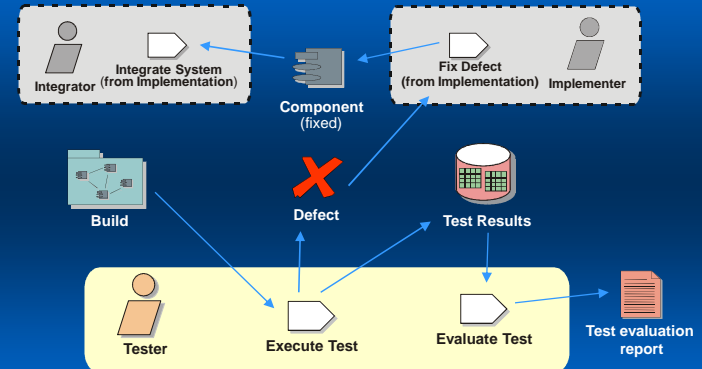 Integrator
Integrate System
(from Implementation)
Component
(fixed)
Fix Defect
(from Implementation)
Implementer
Build
Defect
Test Results
Tester
Execute Test
Evaluate Test
Test evaluation
report